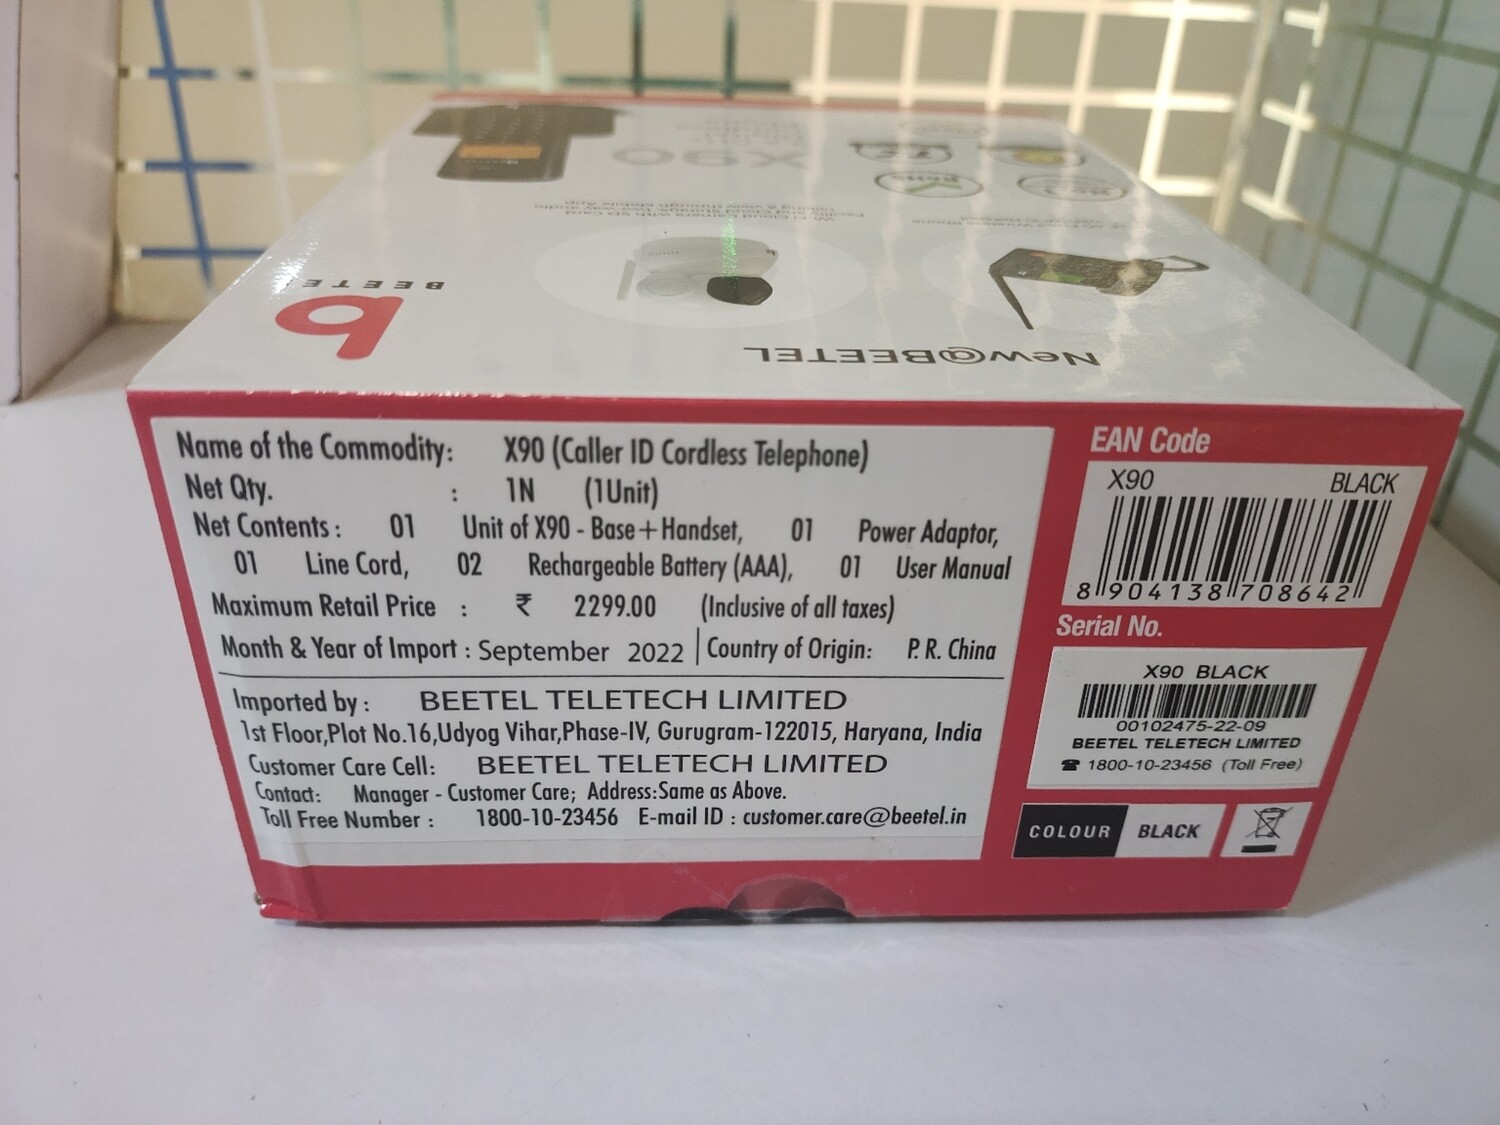 New@BEETEL
b
BEETEL
X90
Name of the Commodity: X90 (Caller ID Cordless Telephone)
Net Qty. : 1N (1Unit)
Net Contents : 01 Unit of X90 - Base+Handset, 01 Power Adaptor,
01 Line Cord, 02 Rechargeable Battery (AAA), 01 User Manual
Maximum Retail Price : ₹ 2299.00 (Inclusive of all taxes)
Month & Year of Import : September 2022 | Country of Origin: P. R. China
Imported by : BEETEL TELETECH LIMITED
1st Floor,Plot No.16,Udyog Vihar,Phase-IV, Gurugram-122015, Haryana, India
Customer Care Cell: BEETEL TELETECH LIMITED
Contact: Manager - Customer Care; Address:Same as Above.
Toll Free Number : 1800-10-23456 E-mail ID : customer.care@beetel.in
EAN Code
X90 BLACK
8 904138 708642
Serial No.
X90 BLACK
00102475-22-09
BEETEL TELETECH LIMITED
☎ 1800-10-23456 (Toll Free)
COLOUR BLACK